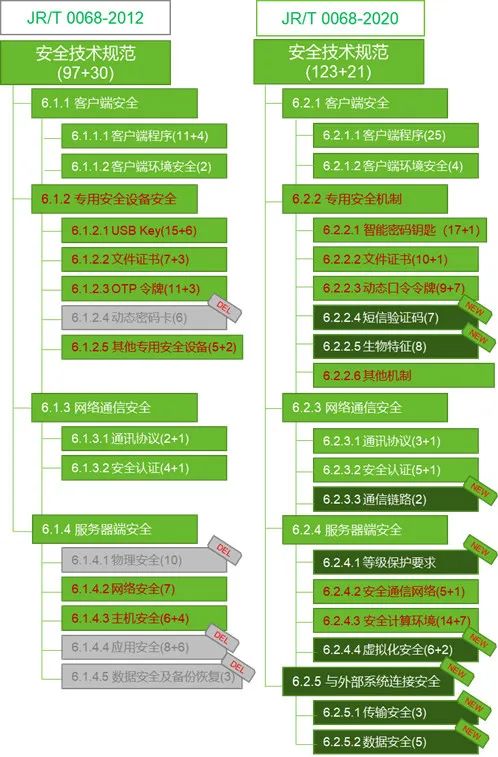 JR/T 0068-2012
安全技术规范
(97+30)
6.1.1 客户端安全
6.1.1.1 客户端程序(11+4)
6.1.1.2 客户端环境安全(2)
6.1.2 专用安全设备安全
6.1.2.1 USB Key(15+6)
6.1.2.2 文件证书(7+3)
6.1.2.3 OTP 令牌(11+3)
DEL
6.1.2.4 动态密码卡(6)
6.1.2.5 其他专用安全设备(5+2)
6.1.3 网络通信安全
6.1.3.1 通讯协议(2+1)
6.1.3.2 安全认证(4+1)
6.1.4 服务器端安全
DEL
6.1.4.1 物理安全(10)
6.1.4.2 网络安全(7)
6.1.4.3 主机安全(6+4)
DEL
6.1.4.4 应用安全(8+6)
DEL
6.1.4.5 数据安全及备份恢复(3)
JR/T 0068-2020
安全技术规范
(123+21)
6.2.1 客户端安全
6.2.1.1 客户端程序(25)
6.2.1.2 客户端环境安全(4)
6.2.2 专用安全机制
6.2.2.1 智能密码钥匙（17+1)
6.2.2.2 文件证书(10+1)
6.2.2.3 动态口令令牌(9+7)
NEW
6.2.2.4 短信验证码(7)
NEW
6.2.2.5 生物特征(8)
6.2.2.6 其他机制
6.2.3 网络通信安全
6.2.3.1 通讯协议(3+1)
6.2.3.2 安全认证(5+1)
NEW
6.2.3.3 通信链路(2)
6.2.4 服务器端安全
NEW
6.2.4.1 等级保护要求
6.2.4.2 安全通信网络(5+1)
6.2.4.3 安全计算环境(14+7)
NEW
6.2.4.4 虚拟化安全(6+2)
NEW
6.2.5 与外部系统连接安全
NEW
6.2.5.1 传输安全(3)
NEW
6.2.5.2 数据安全(5)